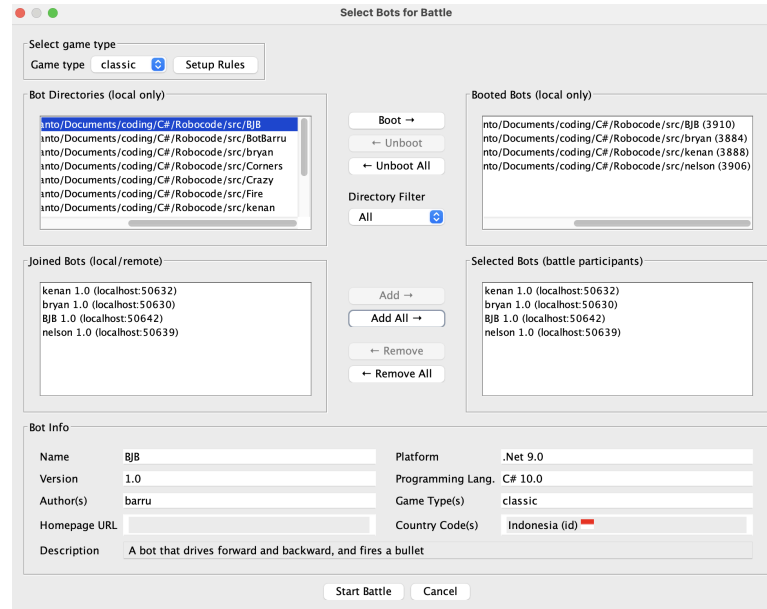 Select Bots for Battle
Select game type
Game type classic Setup Rules
Bot Directories (local only)
anto/Documents/coding/C#/Robocode/src/BJB
anto/Documents/coding/C#/Robocode/src/BotBarru
anto/Documents/coding/C#/Robocode/src/bryan
anto/Documents/coding/C#/Robocode/src/Corners
anto/Documents/coding/C#/Robocode/src/Crazy
anto/Documents/coding/C#/Robocode/src/Fire
anto/Documents/coding/C#/Robocode/src/kenan
Boot →
← Unboot
← Unboot All
Directory Filter
All
Booted Bots (local only)
nto/Documents/coding/C#/Robocode/src/BJB (3910)
nto/Documents/coding/C#/Robocode/src/bryan (3884)
nto/Documents/coding/C#/Robocode/src/kenan (3888)
nto/Documents/coding/C#/Robocode/src/nelson (3906)
Joined Bots (local/remote)
kenan 1.0 (localhost:50632)
bryan 1.0 (localhost:50630)
BJB 1.0 (localhost:50642)
nelson 1.0 (localhost:50639)
Add →
Add All →
← Remove
← Remove All
Selected Bots (battle participants)
kenan 1.0 (localhost:50632)
bryan 1.0 (localhost:50630)
BJB 1.0 (localhost:50642)
nelson 1.0 (localhost:50639)
Bot Info
Name BJB Platform .Net 9.0
Version 1.0 Programming Lang. C# 10.0
Author(s) barru Game Type(s) classic
Homepage URL Country Code(s) Indonesia (id)
Description A bot that drives forward and backward, and fires a bullet
Start Battle Cancel